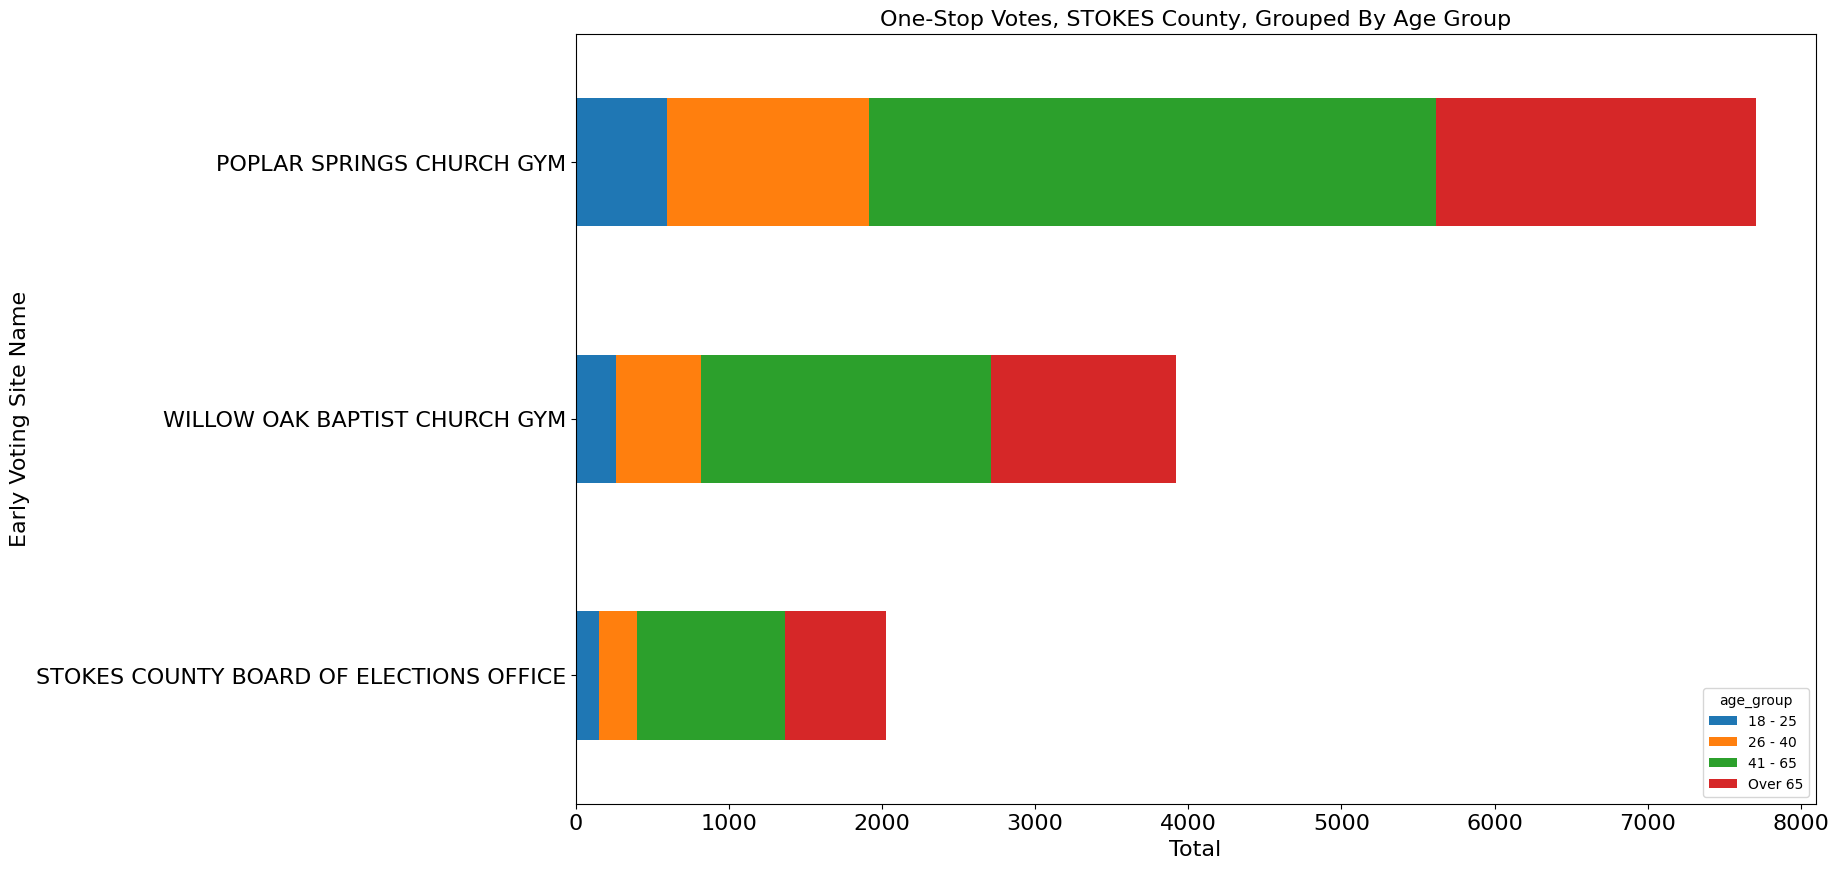 One-Stop Votes, STOKES County, Grouped By Age Group
Early Voting Site Name
POPLAR SPRINGS CHURCH GYM
WILLOW OAK BAPTIST CHURCH GYM
STOKES COUNTY BOARD OF ELECTIONS OFFICE
age_group
18 - 25
26 - 40
41 - 65
Over 65
0 1000 2000 3000 4000 5000 6000 7000 8000
Total